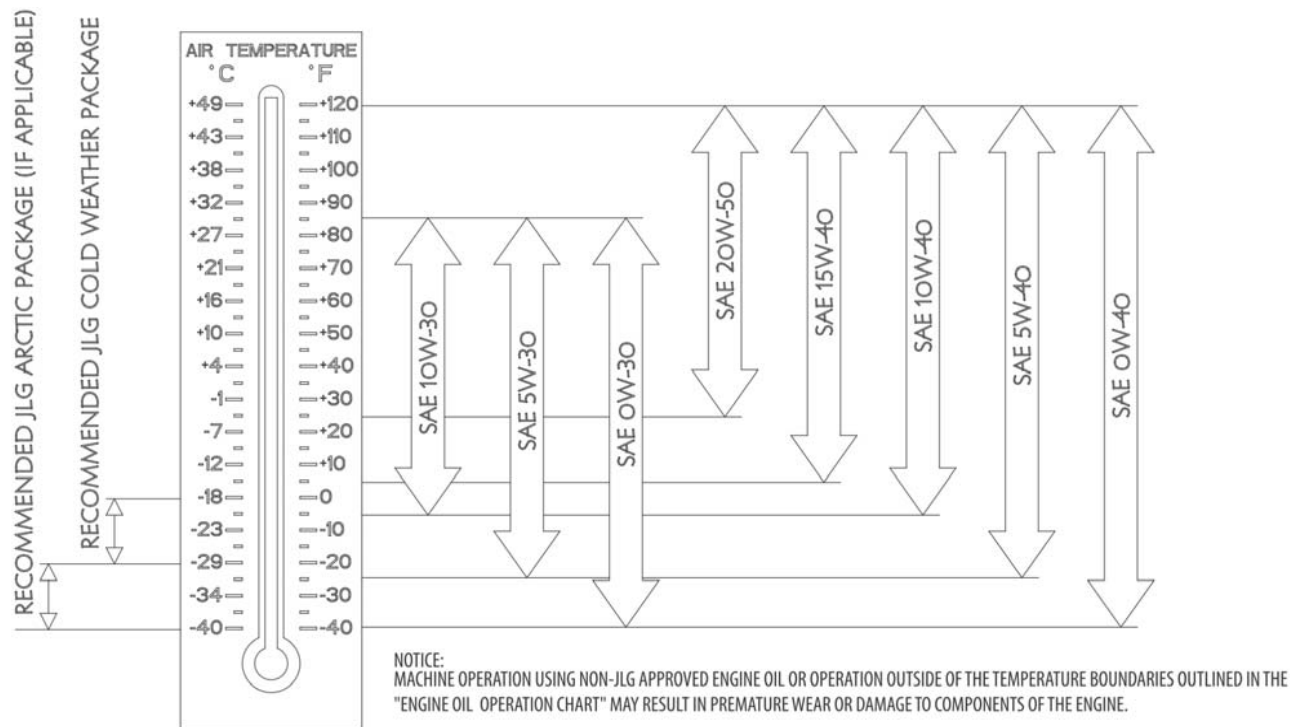 RECOMMENDED JLG ARCTIC PACKAGE (IF APPLICABLE)
RECOMMENDED JLG COLD WEATHER PACKAGE
AIR TEMPERATURE
°C °F
+49 +120
+43 +110
+38 +100
+32 +90
+27 +80
+21 +70
+16 +60
+10 +50
+4 +40
-1 +30
-7 +20
-12 +10
-18 0
-23 -10
-29 -20
-34 -30
-40 -40
SAE 10W-30
SAE 5W-30
SAE 0W-30
SAE 20W-50
SAE 15W-40
SAE 10W-40
SAE 5W-40
SAE 0W-40
NOTICE:
MACHINE OPERATION USING NON-JLG APPROVED ENGINE OIL OR OPERATION OUTSIDE OF THE TEMPERATURE BOUNDARIES OUTLINED IN THE
"ENGINE OIL OPERATION CHART" MAY RESULT IN PREMATURE WEAR OR DAMAGE TO COMPONENTS OF THE ENGINE.